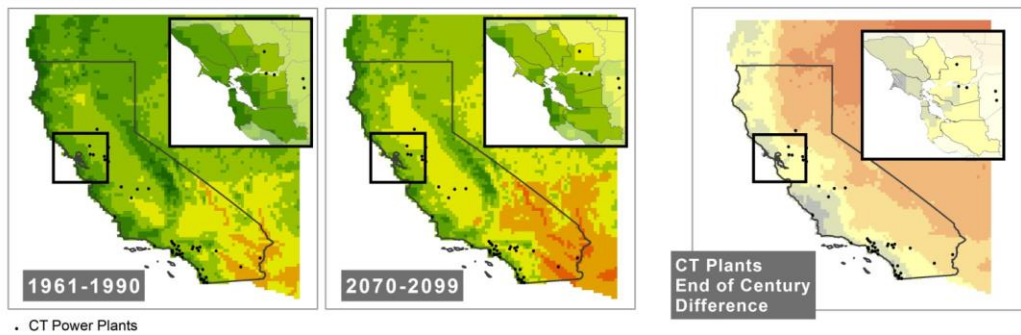 1961-1990
2070-2099
CT Plants
End of Century
Difference
. CT Power Plants